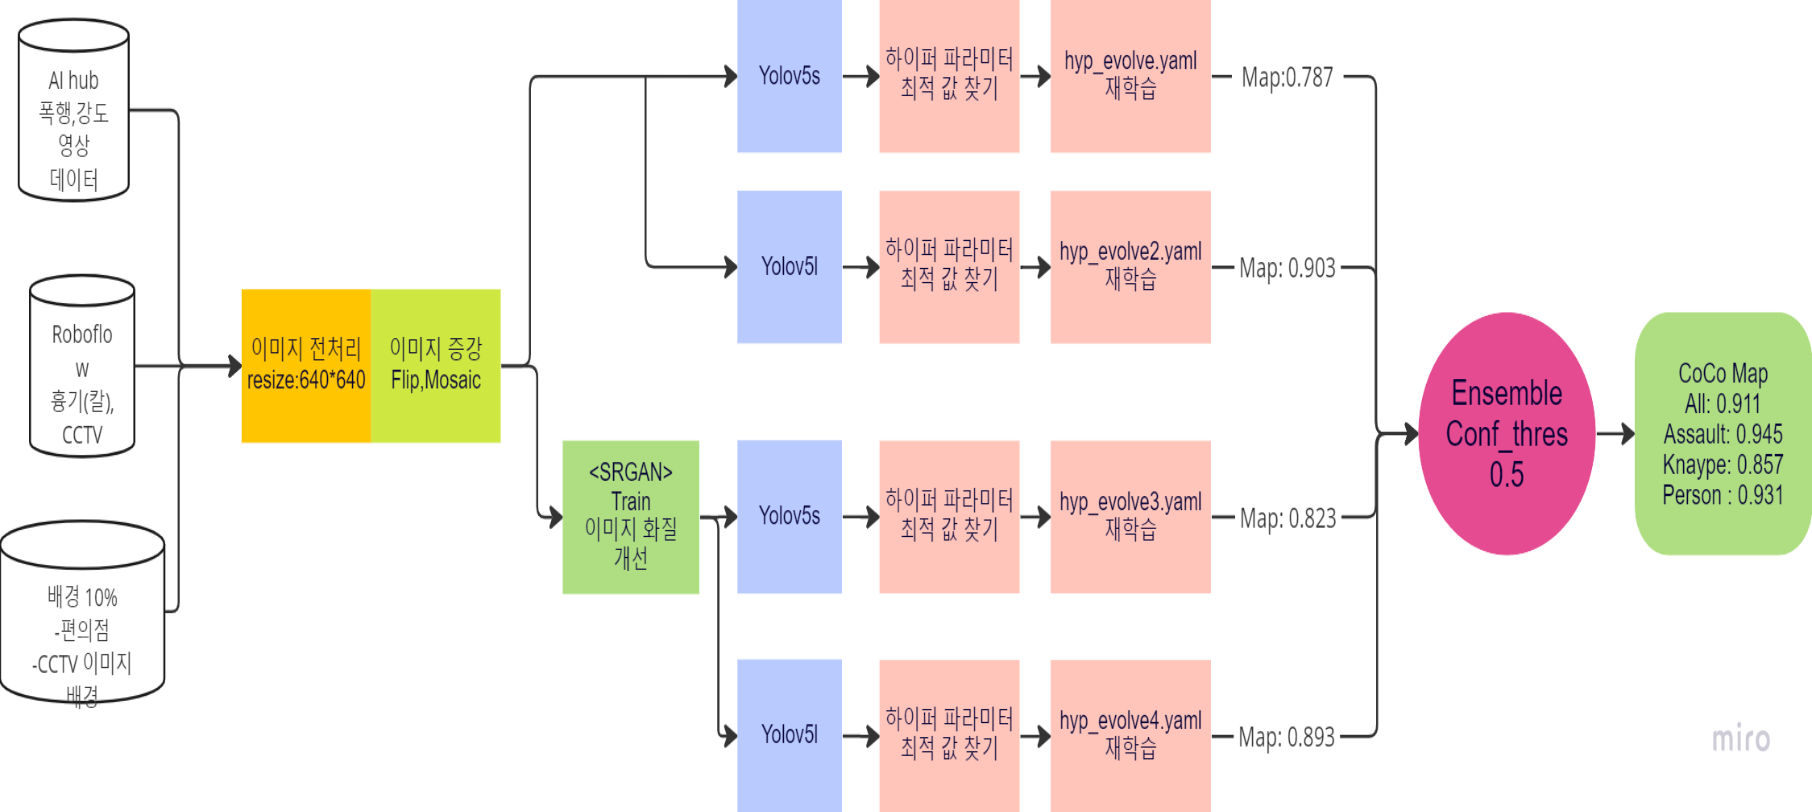 AI hub
폭행,강도
영상
데이터
Roboflo
w
흉기(칼),
CCTV
배경 10%
-편의점
-CCTV 이미지
배경
이미지 전처리
resize:640*640
이미지 증강
Flip,Mosaic
<SRGAN>
Train
이미지 화질
개선
Yolov5s
하이퍼 파라미터
최적 값 찾기
hyp_evolve.yaml
재학습
Map:0.787
Yolov5l
하이퍼 파라미터
최적 값 찾기
hyp_evolve2.yaml
재학습
Map: 0.903
Yolov5s
하이퍼 파라미터
최적 값 찾기
hyp_evolve3.yaml
재학습
Map: 0.823
Yolov5l
하이퍼 파라미터
최적 값 찾기
hyp_evolve4.yaml
재학습
Map: 0.893
Ensemble
Conf_thres
0.5
CoCo Map
All: 0.911
Assault: 0.945
Knaype: 0.857
Person : 0.931
miro